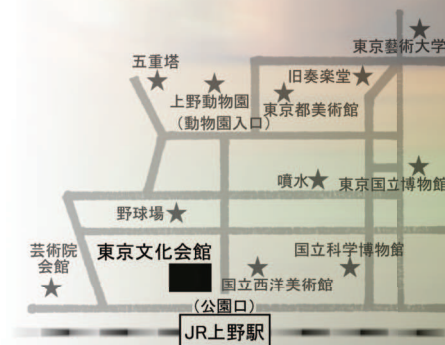 東京藝術大学
五重塔
旧奏楽堂
上野動物園
(動物園入口)
東京都美術館
噴水
東京国立博物館
野球場
東京文化会館
国立科学博物館
芸術院
会館
国立西洋美術館
(公園口)
JR上野駅